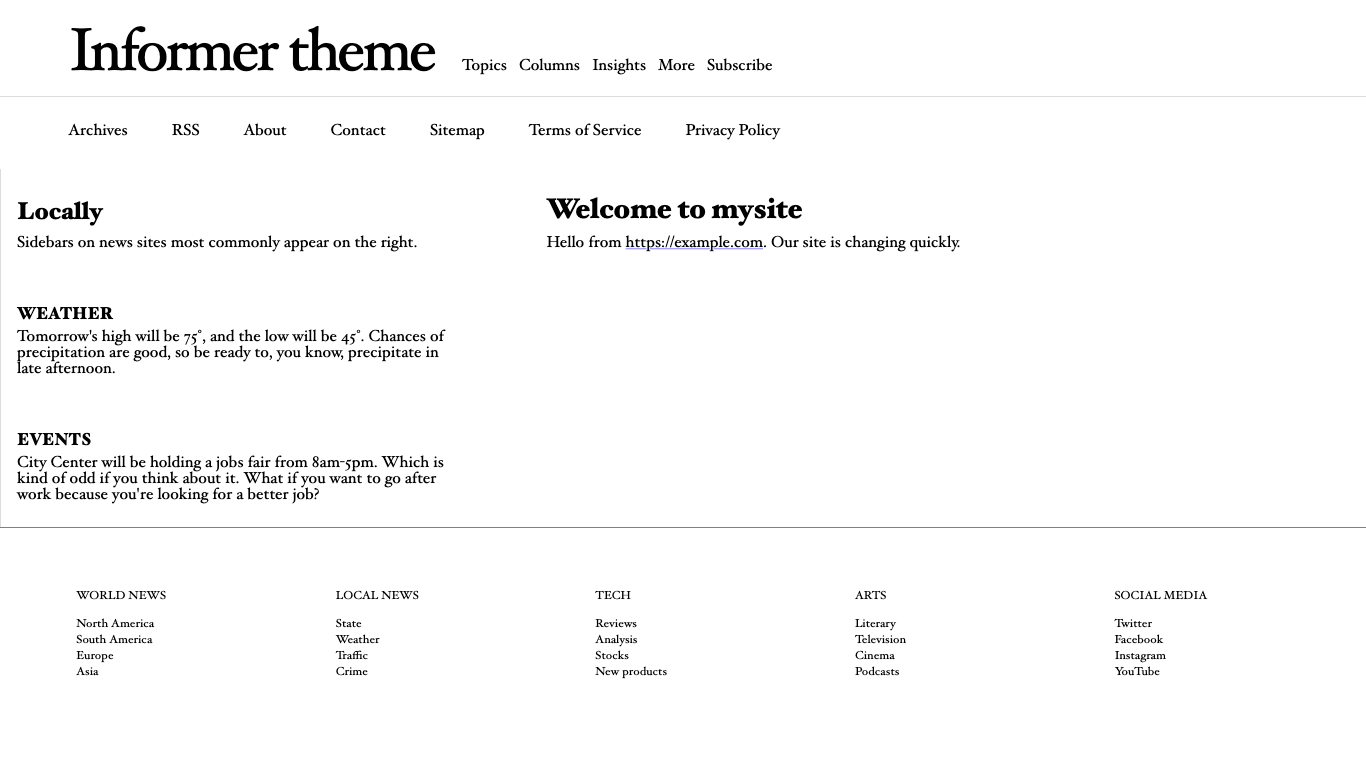 Informer theme
Topics Columns Insights More Subscribe
Archives RSS About Contact Sitemap Terms of Service Privacy Policy
Locally
Sidebars on news sites most commonly appear on the right.
WEATHER
Tomorrow's high will be 75°, and the low will be 45°. Chances of
precipitation are good, so be ready to, you know, precipitate in
late afternoon.
EVENTS
City Center will be holding a jobs fair from 8am-5pm. Which is
kind of odd if you think about it. What if you want to go after
work because you're looking for a better job?
Welcome to mysite
Hello from https://example.com. Our site is changing quickly.
WORLD NEWS
North America
South America
Europe
Asia
LOCAL NEWS
State
Weather
Traffic
Crime
TECH
Reviews
Analysis
Stocks
New products
ARTS
Literary
Television
Cinema
Podcasts
SOCIAL MEDIA
Twitter
Facebook
Instagram
YouTube